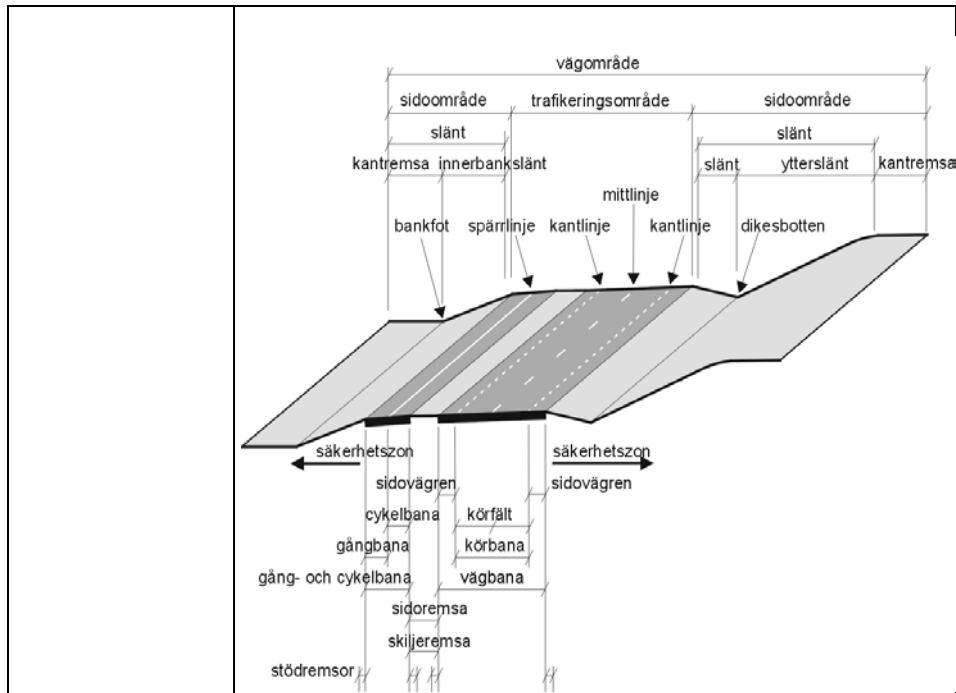 vägområde
sidoområde trafikeringsområde sidoområde
slänt slänt
kantremsa innerbankslänt slänt ytterslänt kantremsa
mittlinje
bankfot spärrlinje kantlinje kantlinje dikesbotten
säkerhetszon säkerhetszon
sidovägren sidovägren
cykelbana körfält
gångbana körbana
gång- och cykelbana vägbana
sidoremsa
skiljeremsa
stödremsor